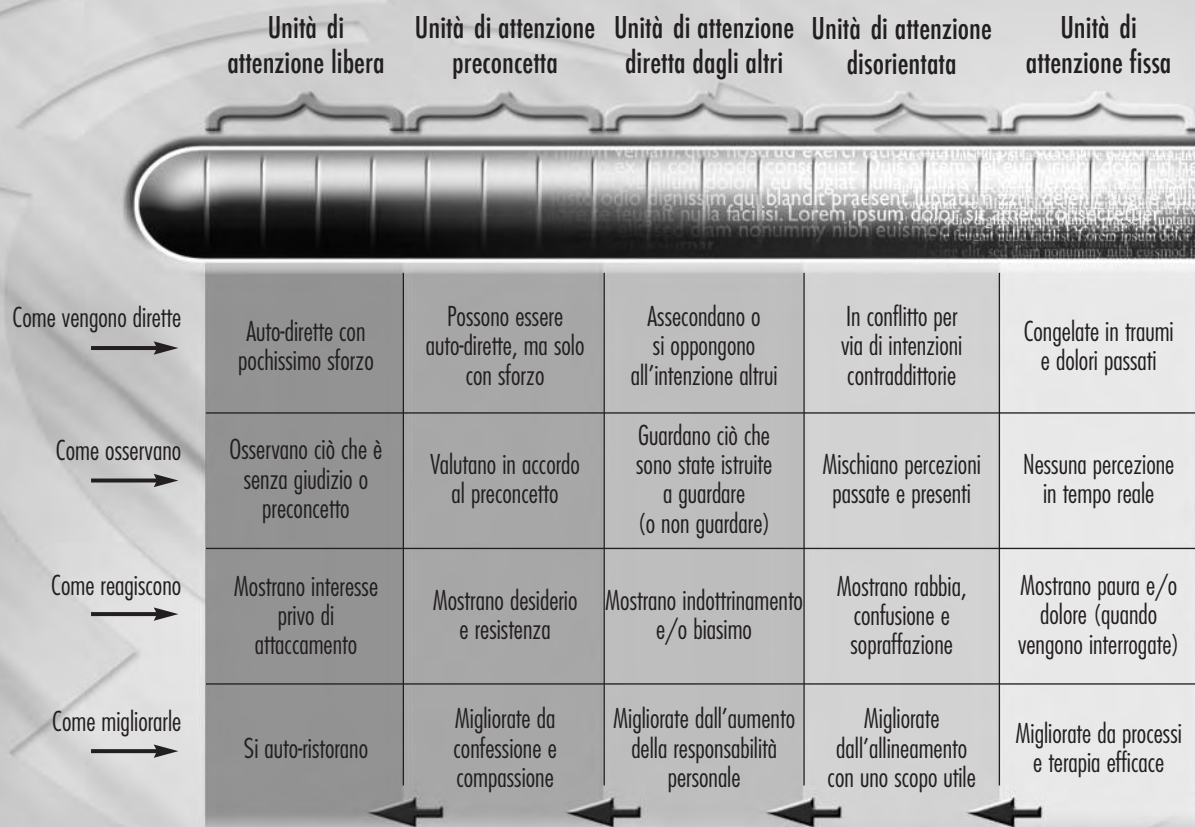 Unità di
attenzione libera
Unità di attenzione
preconcetta
Unità di attenzione
diretta dagli altri
Unità di attenzione
disorientata
Unità di
attenzione fissa
Come vengono dirette
Auto-dirette con
pochissimo sforzo
Possono essere
auto-dirette, ma solo
con sforzo
Assecondano o
si oppongono
all'intenzione altrui
In conflitto per
via di intenzioni
contraddittorie
Congelate in traumi
e dolori passati
Come osservano
Osservano ciò che è
senza giudizio o
preconcetto
Valutano in accordo
al preconcetto
Guardano ciò che
sono state istruite
a guardare
(o non guardare)
Mischiano percezioni
passate e presenti
Nessuna percezione
in tempo reale
Come reagiscono
Mostrano interesse
privo di
attaccamento
Mostrano desiderio
e resistenza
Mostrano indottrinamento
e/o biasimo
Mostrano rabbia,
confusione e
sopraffazione
Mostrano paura e/o
dolore (quando
vengono interrogate)
Come migliorarle
Si auto-ristorano
Migliorate da
confessione e
compassione
Migliorate dall'aumento
della responsabilità
personale
Migliorate
dall'allineamento
con uno scopo utile
Migliorate da processi
e terapia efficace